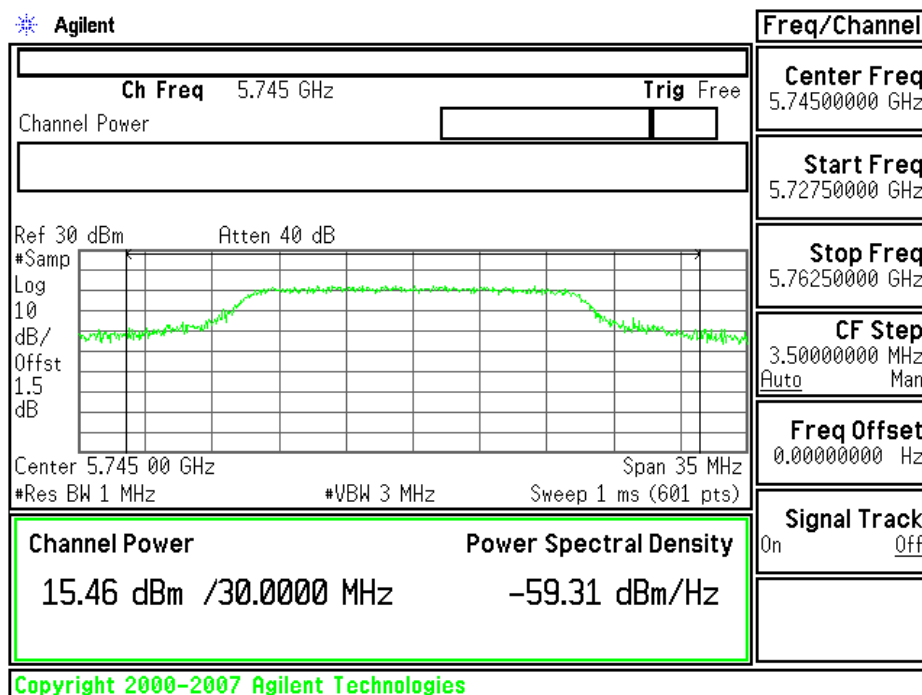 Agilent
Freq/Channel
Ch Freq 5.745 GHz Trig Free
Channel Power
Center Freq
5.74500000 GHz
Start Freq
5.72750000 GHz
Ref 30 dBm Atten 40 dB
#Samp
Log
10
dB/
Offst
1.5
dB
Stop Freq
5.76250000 GHz
CF Step
3.50000000 MHz
Auto Man
Freq Offset
0.00000000 Hz
Center 5.745 00 GHz Span 35 MHz
#Res BW 1 MHz #VBW 3 MHz Sweep 1 ms (601 pts)
Signal Track
On Off
Channel Power Power Spectral Density
15.46 dBm /30.0000 MHz -59.31 dBm/Hz
Copyright 2000-2007 Agilent Technologies